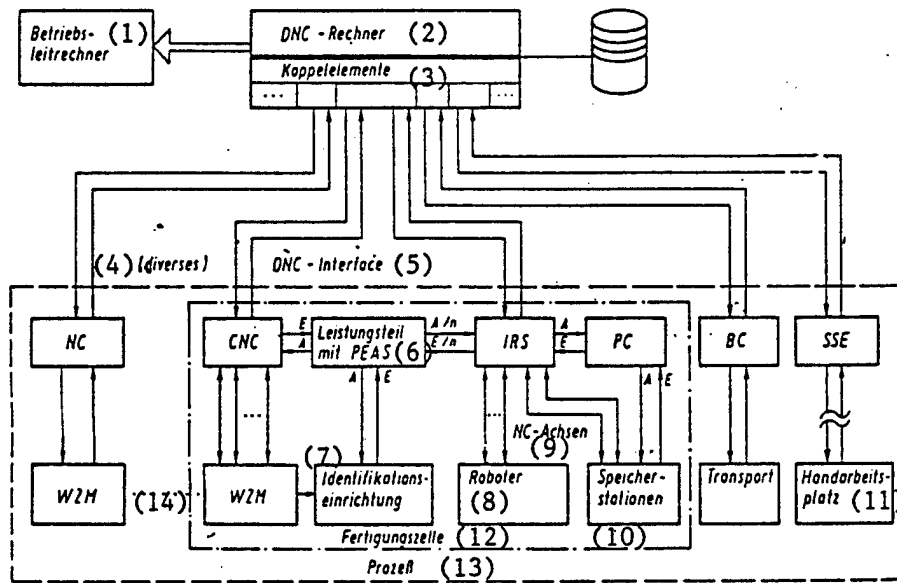 Betriebs- (1)
leitrechner
DNC-Rechner (2)
Koppelelemente
(3)
... ...
(4) (diverses)
DNC-Interface (5)
NC
CNC
E
A
Leistungsteil
mit PEAS (6)
A/n
E/n
IRS
A
E
PC
BC
SSE
A E
A E
...
...
NC-Achsen
(9)
WZM
(14)
WZM
(7)
Identifikations-
einrichtung
Roboter
(8)
Speicher-
stationen
(10)
Transport
Handarbeits-
platz (11)
Fertigungszelle (12)
Prozeß (13)